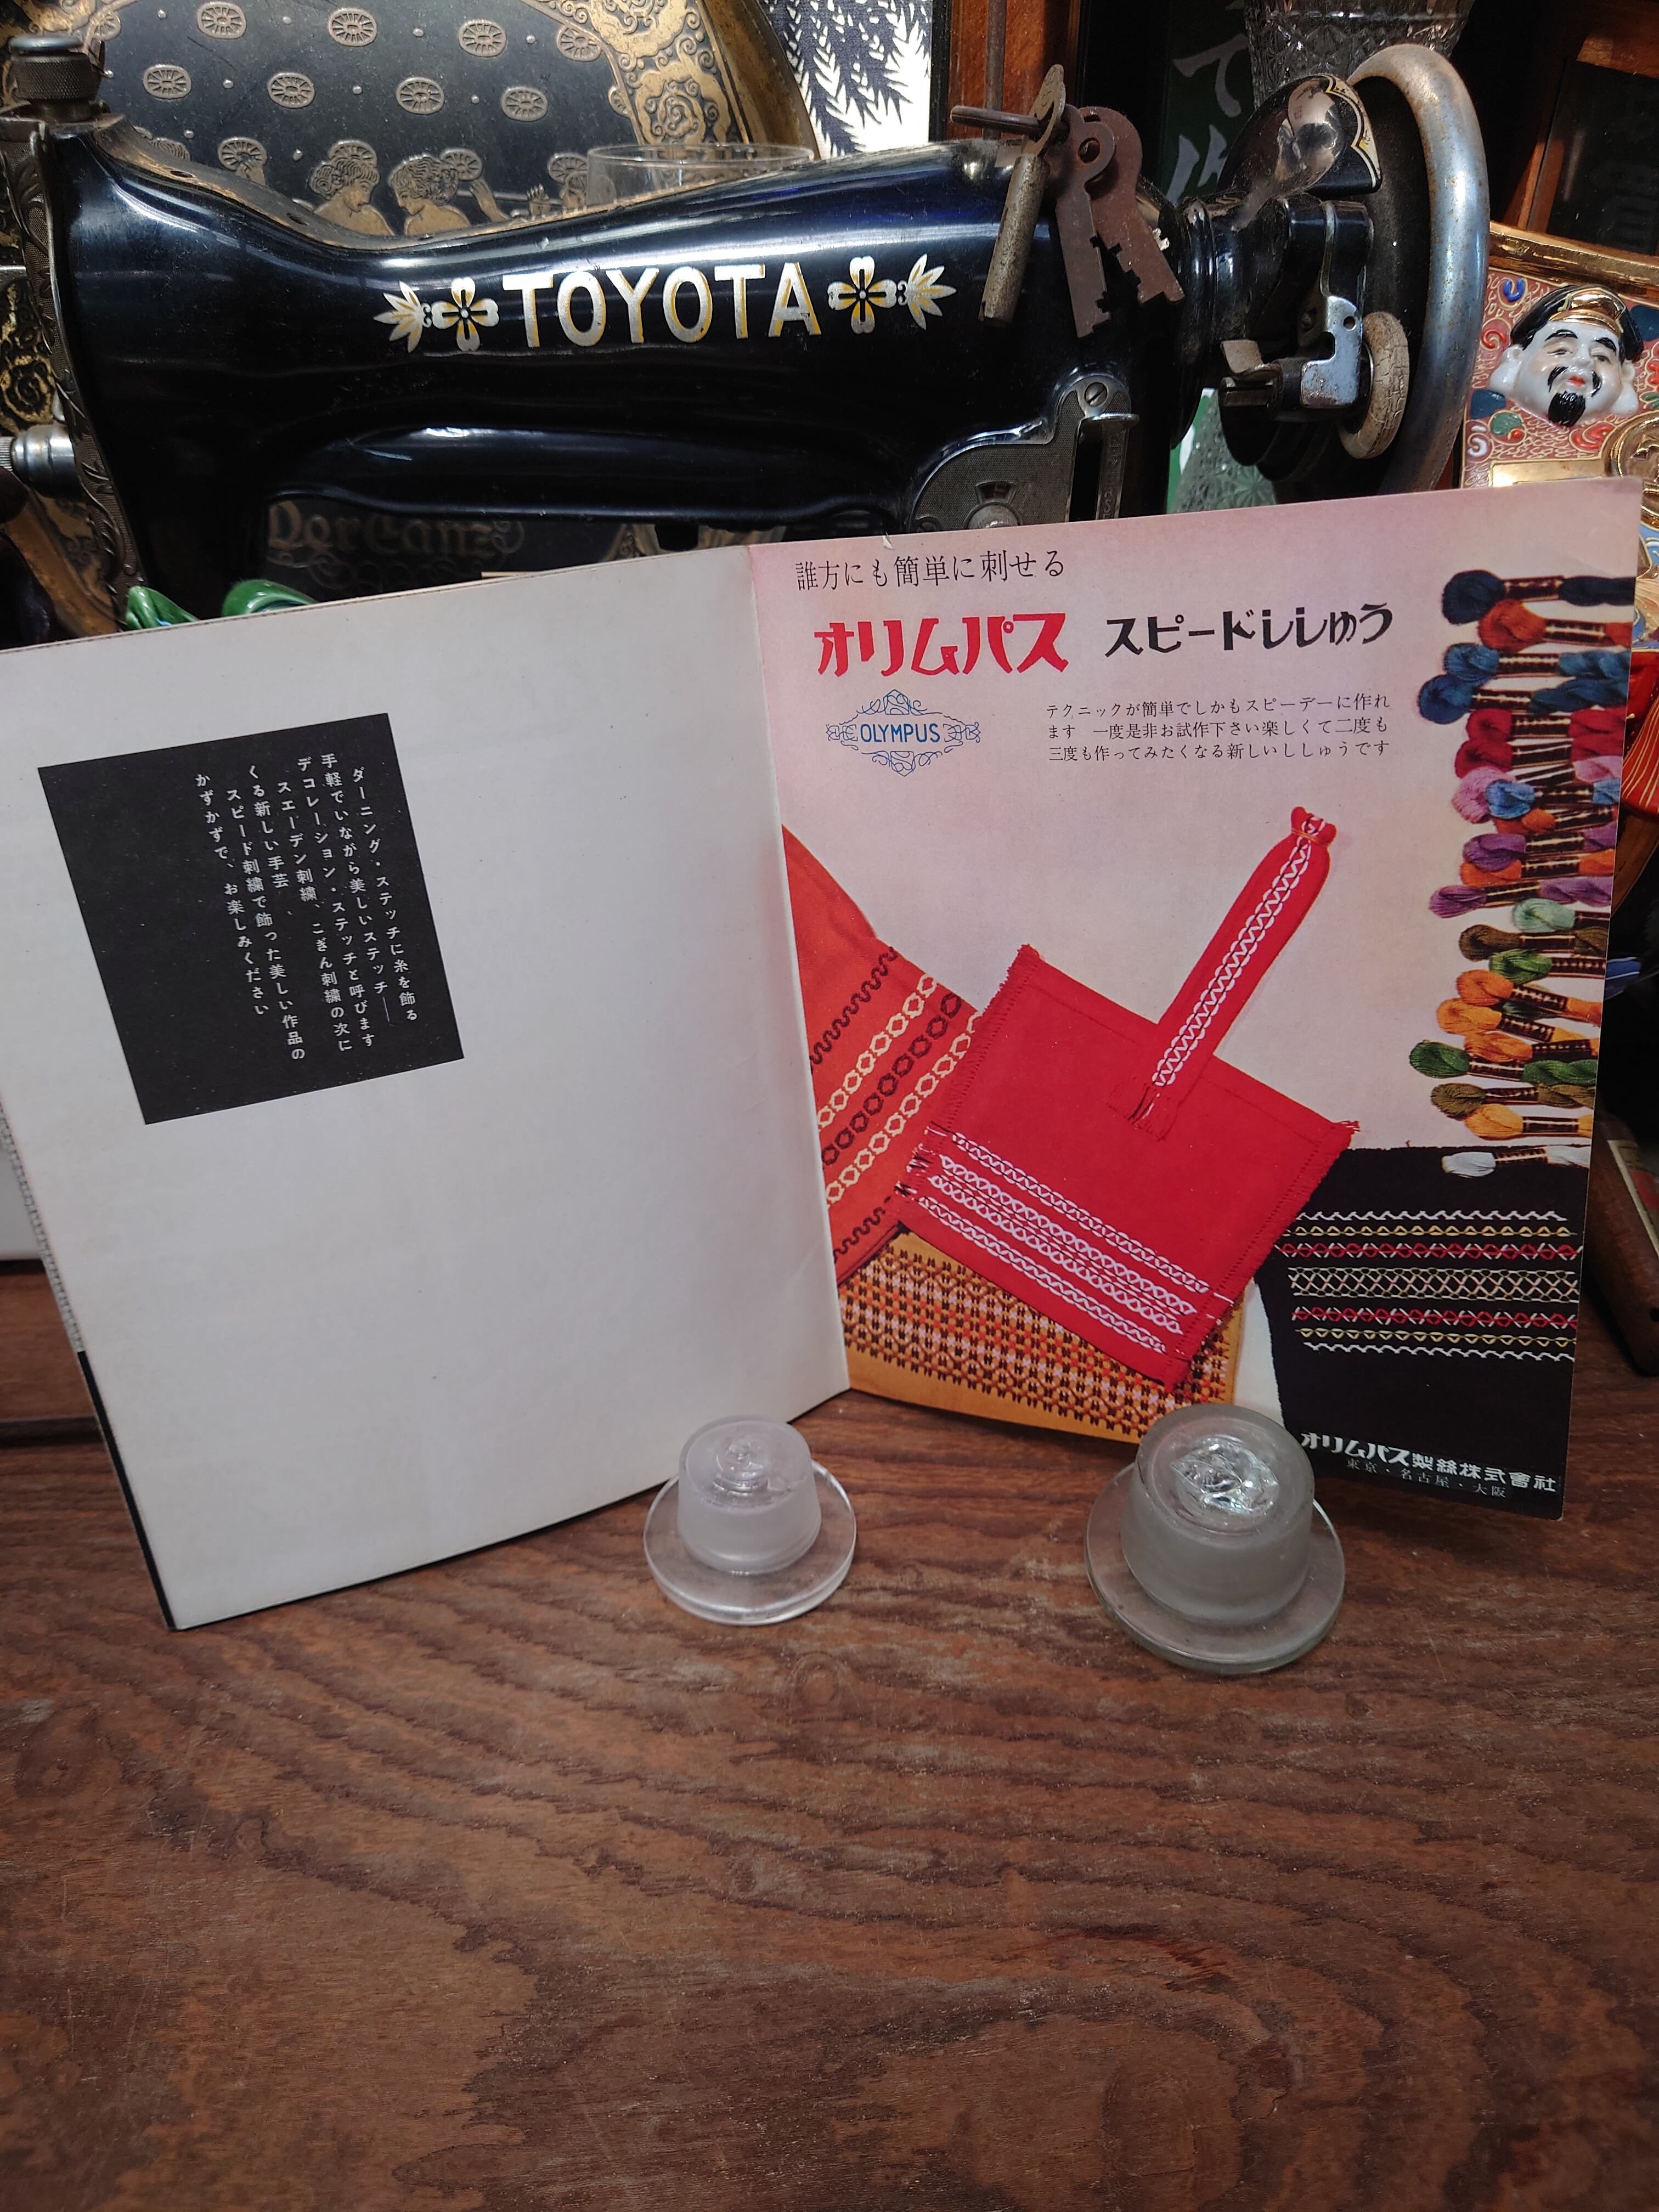 TOYOTA
Der Tanz
ダーニング・ステッチに糸を飾る
手軽でいながら美しいステッチ——
デコレーション・ステッチと呼びます
スエーデン刺繍、こぎん刺繍の次に
くる新しい手芸、
スピード刺繍で飾った美しい作品の
かずかずで、お楽しみください
誰方にも簡単に刺せる
オリムパス スピードししゅう
OLYMPUS
テクニックが簡単でしかもスピーデーに作れ
ます 一度是非お試作下さい楽しくて二度も
三度も作ってみたくなる新しいししゅうです
オリムパス製絲株式會社
東京・名古屋・大阪